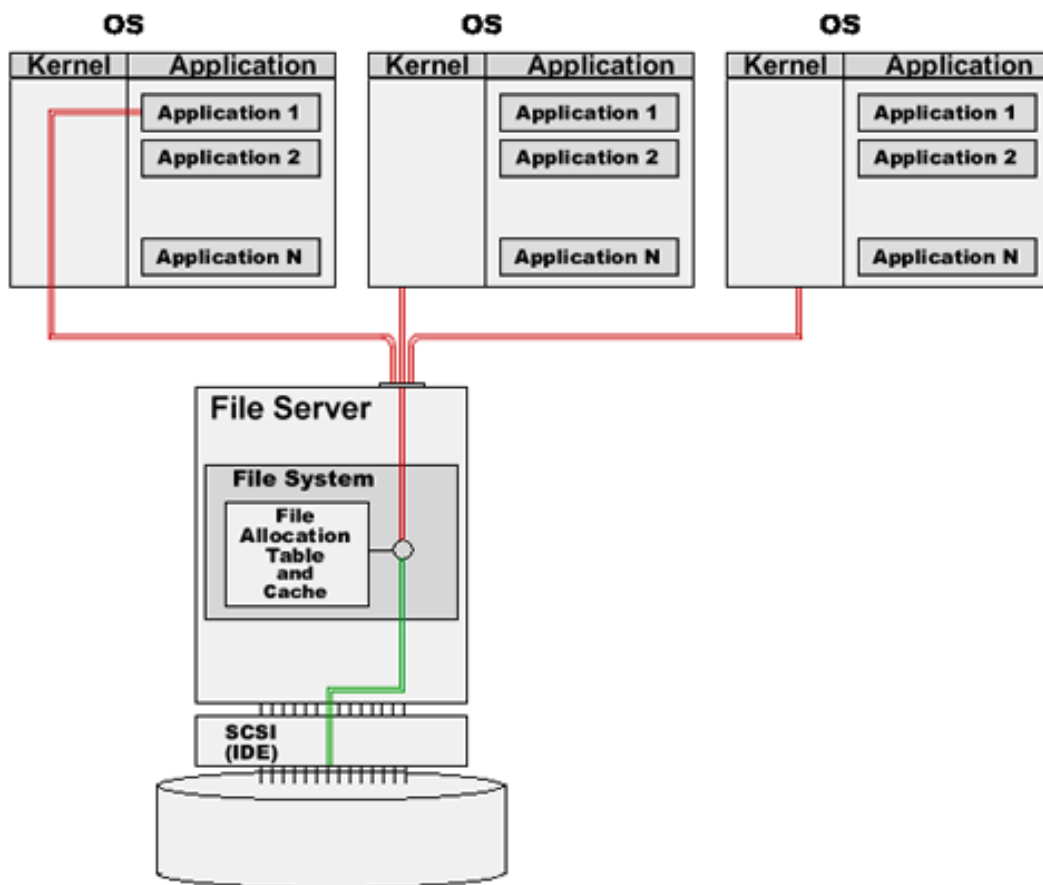 OS
OS
OS
Kernel Application
Kernel Application
Kernel Application
Application 1
Application 2
Application N
Application 1
Application 2
Application N
Application 1
Application 2
Application N
File Server
File System
File
Allocation
Table
and
Cache
SCSI
(IDE)